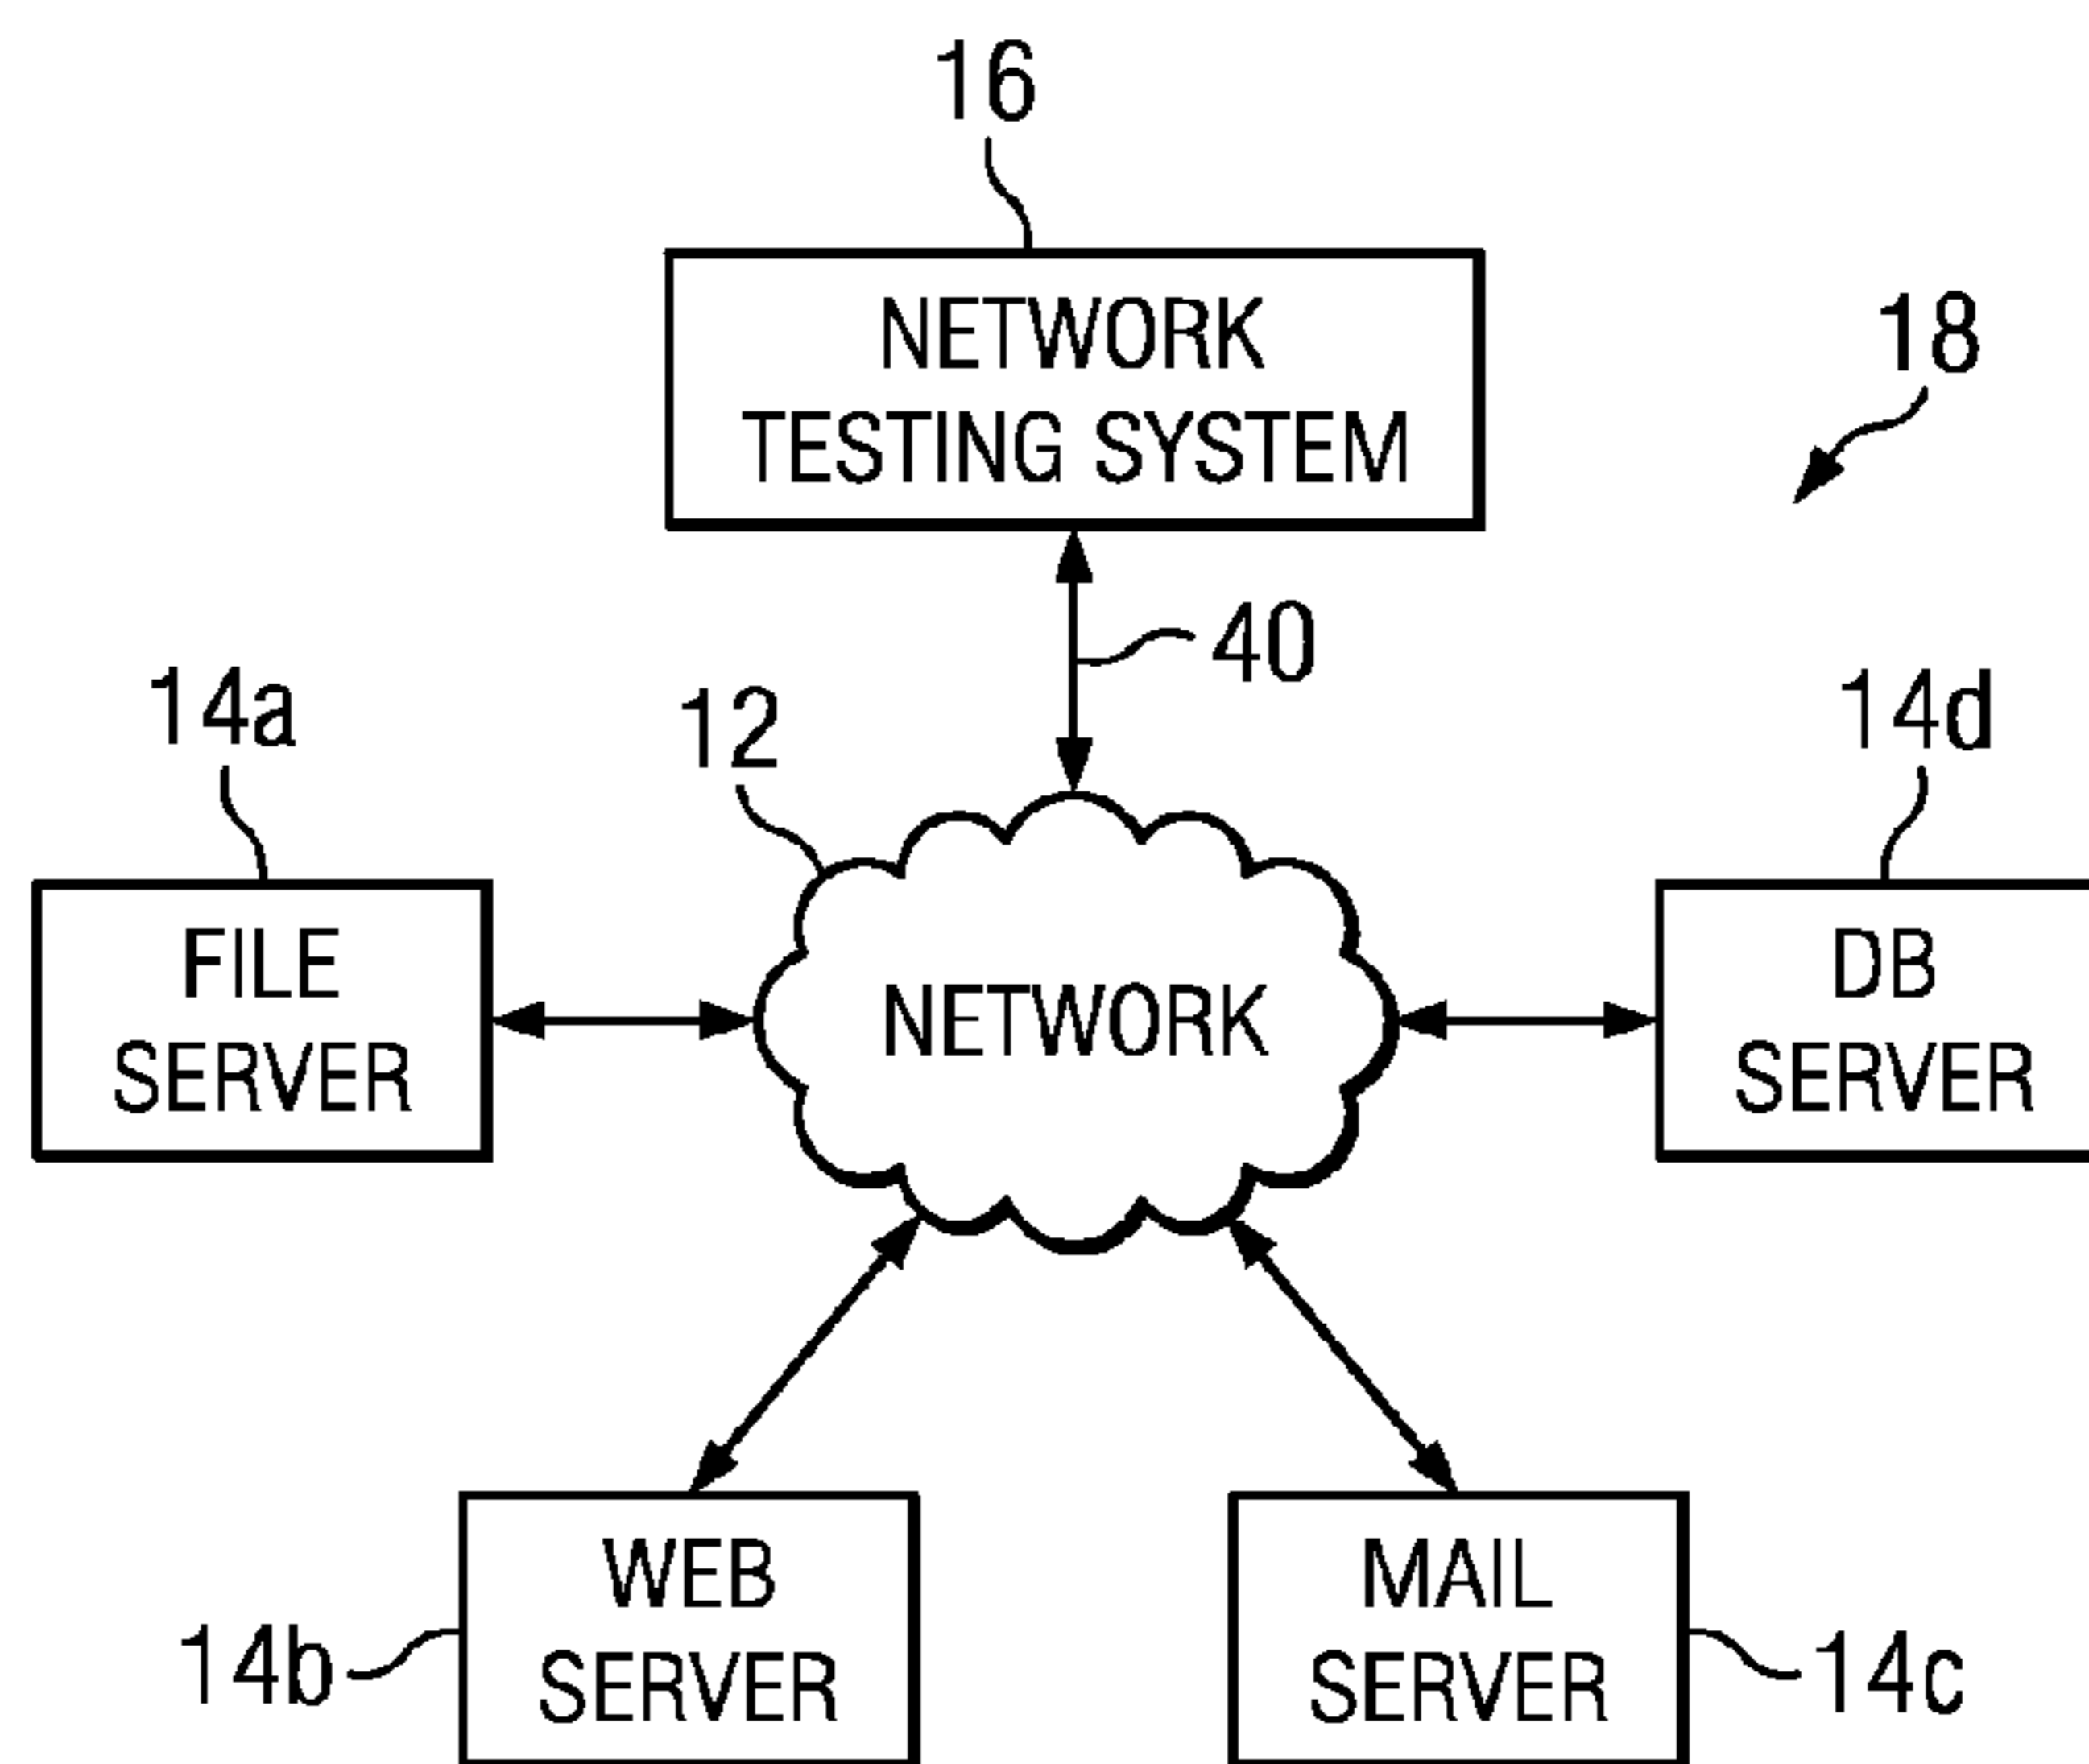 16
NETWORK
TESTING SYSTEM
18
40
14a
12
14d
FILE
SERVER
NETWORK
DB
SERVER
WEB
SERVER
14b
MAIL
SERVER
14c